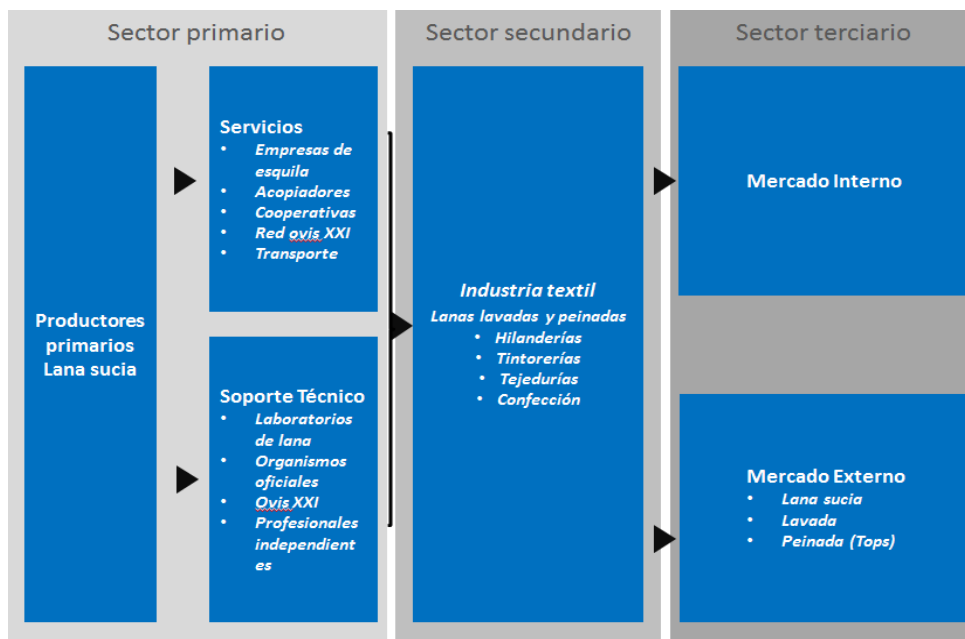 Sector primario
Productores
primarios
Lana sucia
Servicios
• Empresas de
esquila
• Acopiadores
• Cooperativas
• Red ovis XXI
• Transporte
Soporte Técnico
• Laboratorios
de lana
• Organismos
oficiales
• Ovis XXI
• Profesionales
independient
es
Sector secundario
Industria textil
Lanas lavadas y peinadas
• Hilanderías
• Tintorerías
• Tejedurías
• Confección
Sector terciario
Mercado Interno
Mercado Externo
• Lana sucia
• Lavada
• Peinada (Tops)